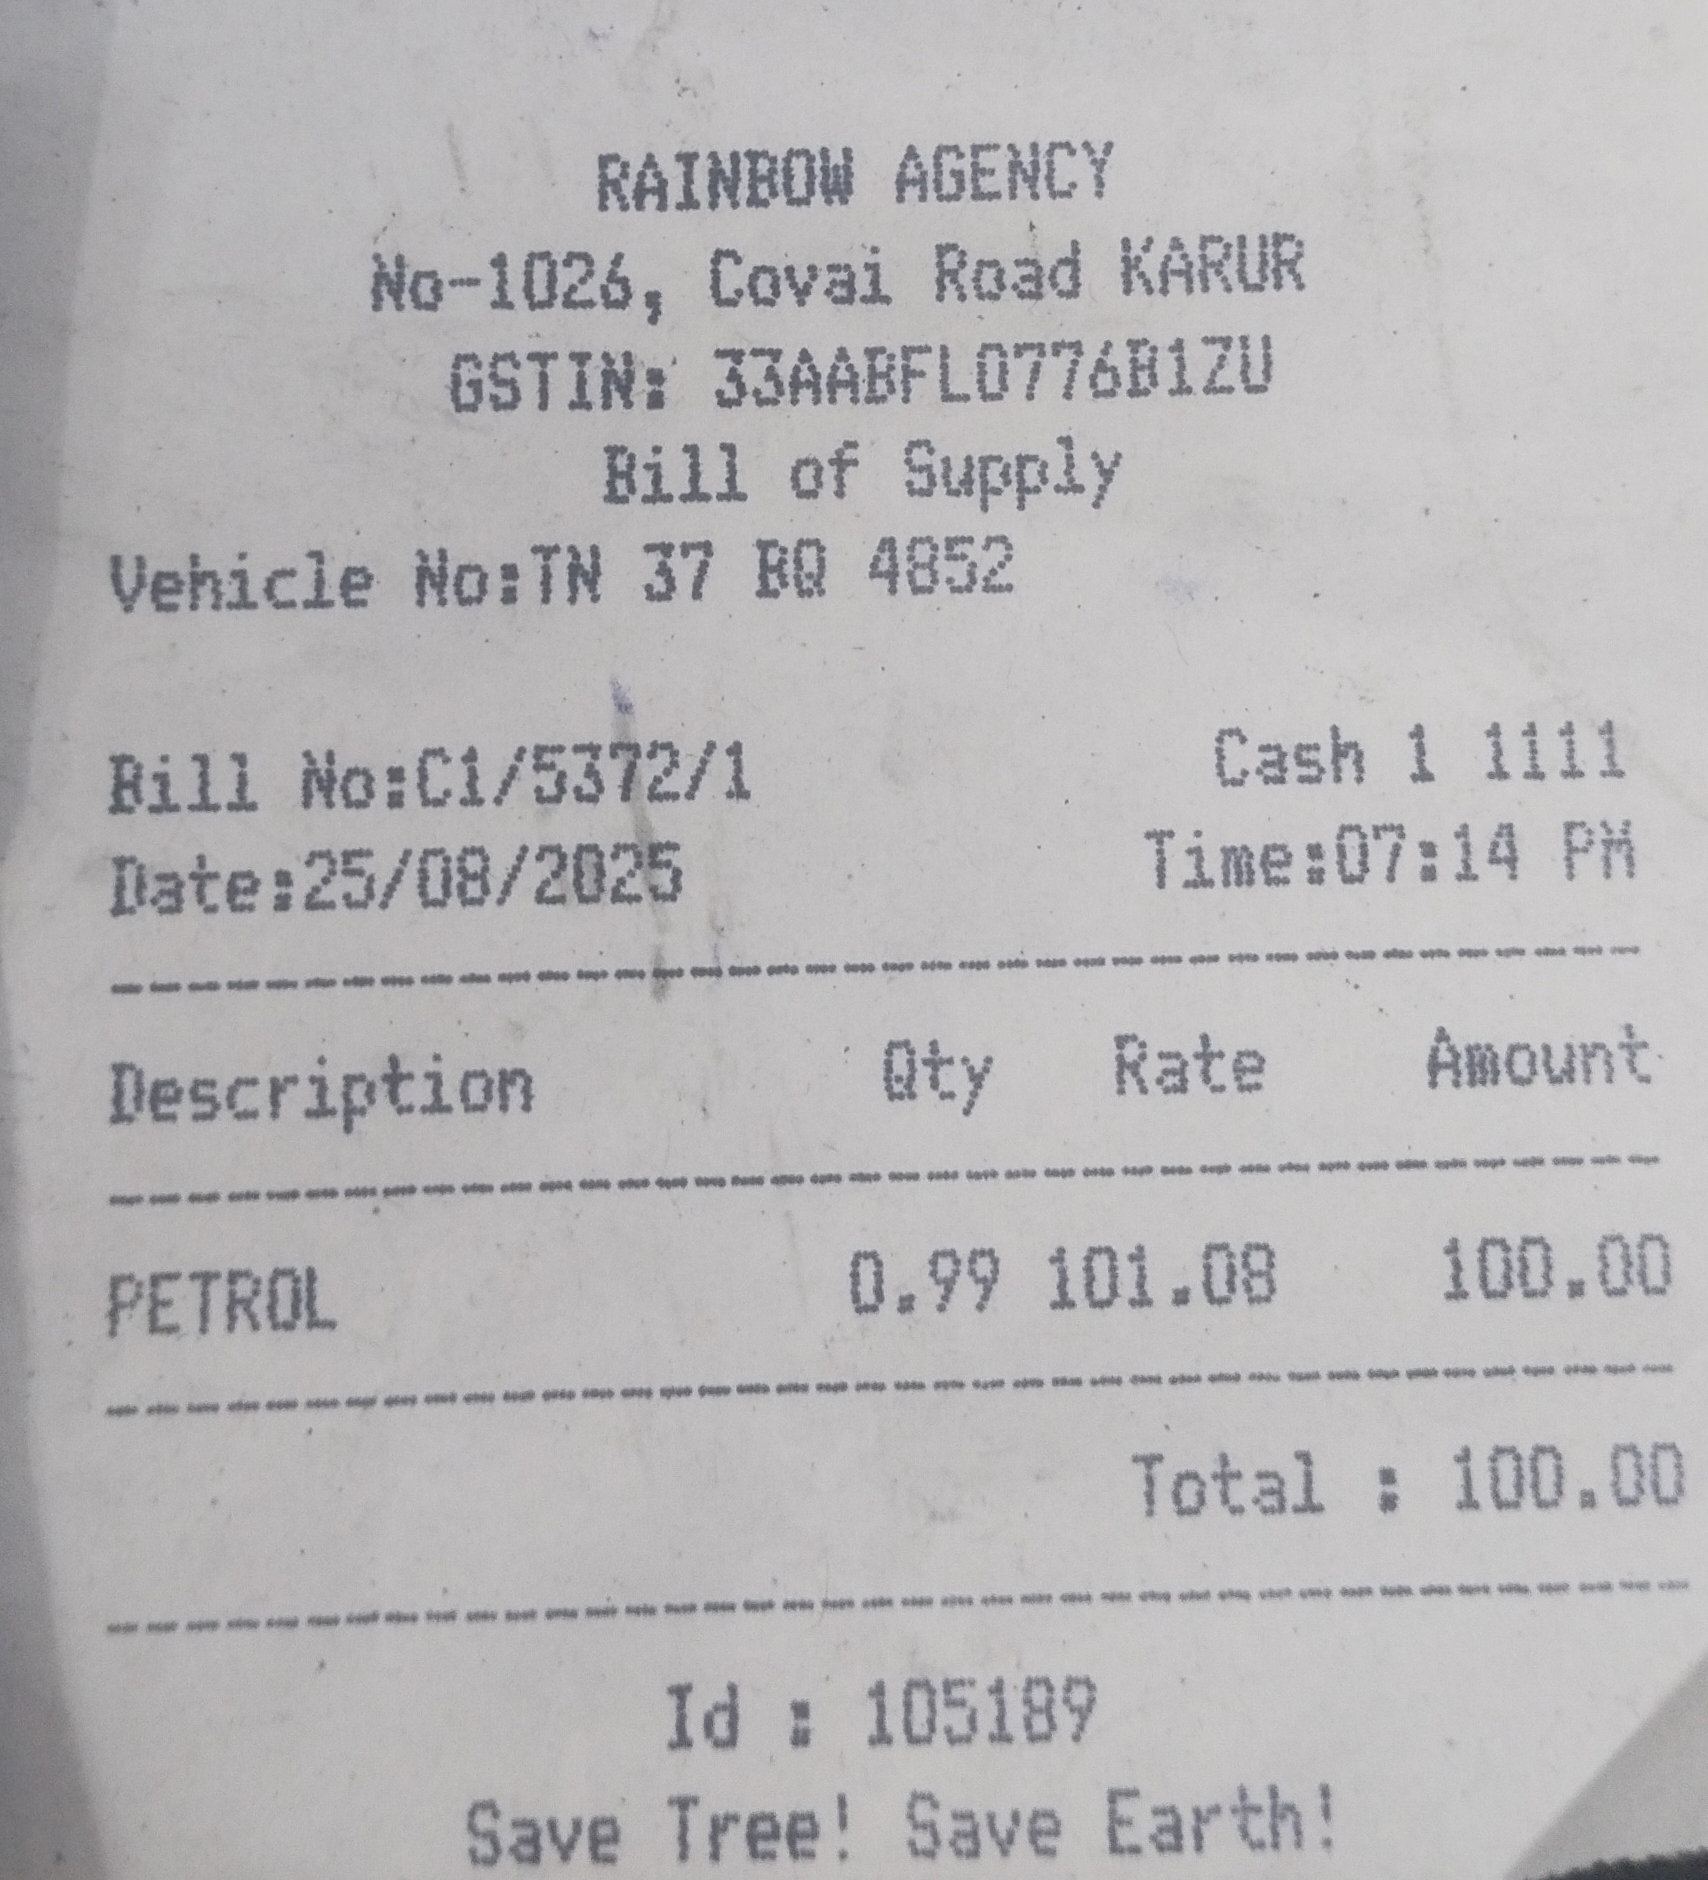 RAINBOW AGENCY
No-1026, Covai Road KARUR
GSTIN: 33AABFL0776B1ZU
Bill of Supply
Vehicle No:TN 37 BQ 4852
Bill No:C1/5372/1 Cash 1 1111
Date:25/08/2025 Time:07:14 PM
Description Qty Rate Amount
PETROL 0.99 101.08 100.00
Total : 100.00
Id : 105189
Save Tree! Save Earth!